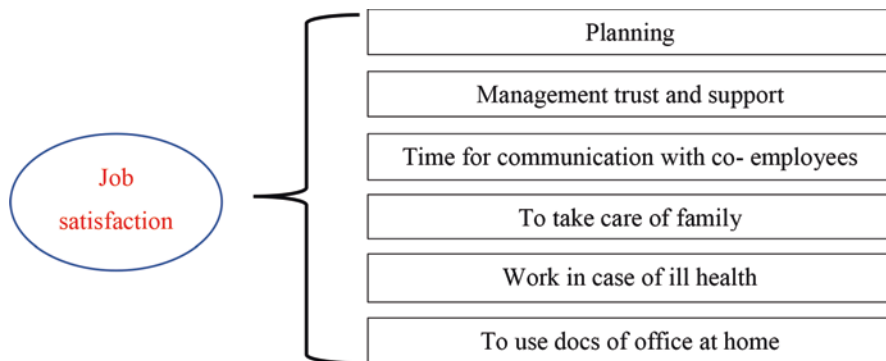 Job
satisfaction
Planning
Management trust and support
Time for communication with co- employees
To take care of family
Work in case of ill health
To use docs of office at home